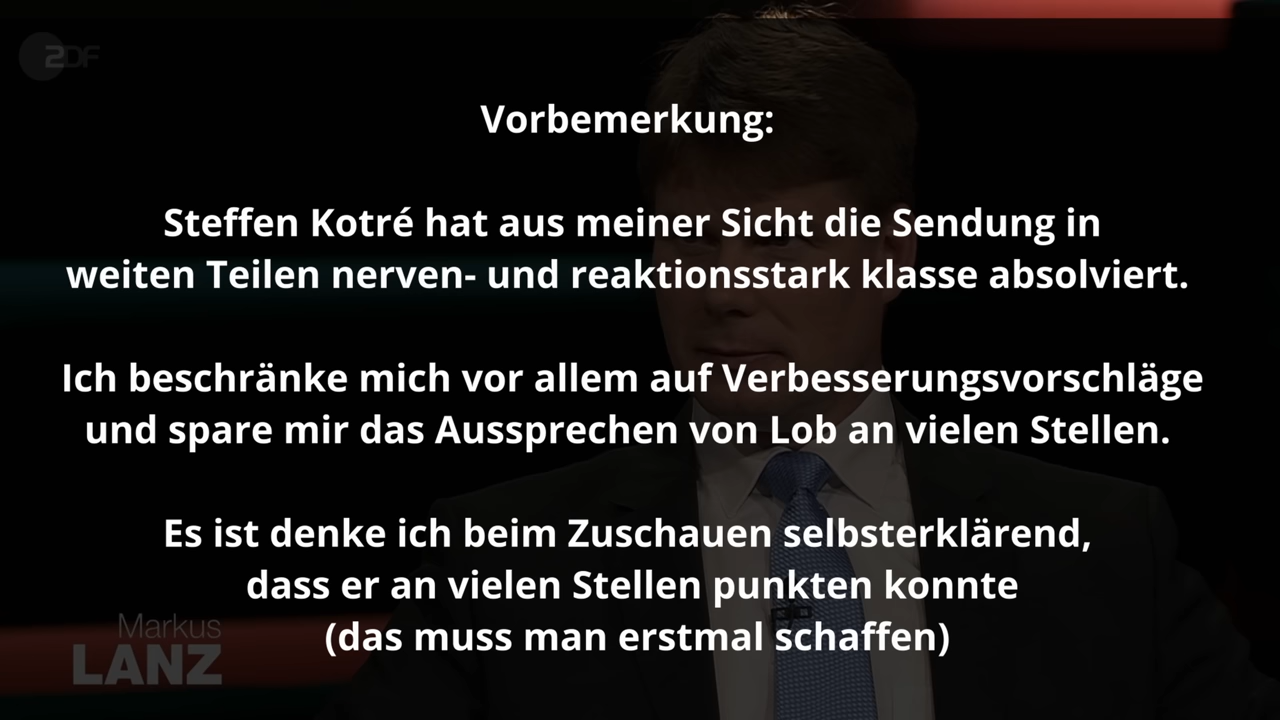 ZDF
Vorbemerkung:
Steffen Kotré hat aus meiner Sicht die Sendung in
weiten Teilen nerven- und reaktionsstark klasse absolviert.
Ich beschränke mich vor allem auf Verbesserungsvorschläge
und spare mir das Aussprechen von Lob an vielen Stellen.
Es ist denke ich beim Zuschauen selbsterklärend,
dass er an vielen Stellen punkten konnte
(das muss man erstmal schaffen)
Markus
LANZ